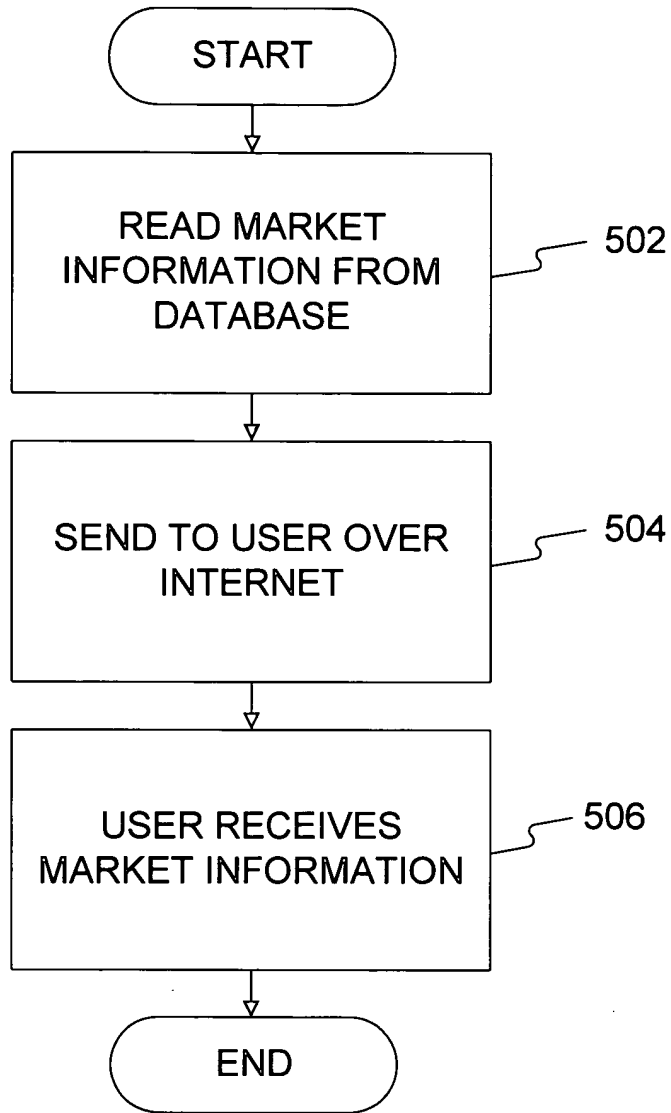 START
READ MARKET
INFORMATION FROM
DATABASE
502
SEND TO USER OVER
INTERNET
504
USER RECEIVES
MARKET INFORMATION
506
END